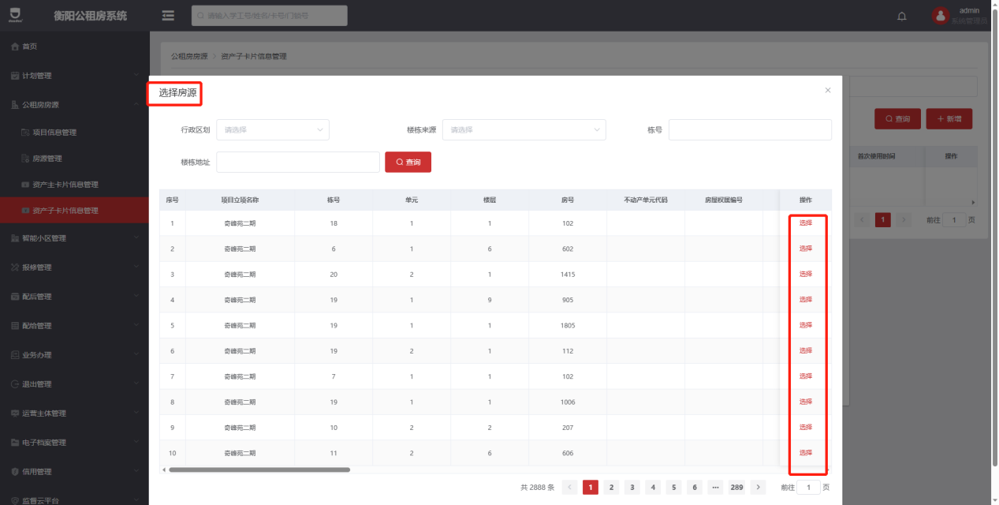 衡阳公租房系统
请输入学工号/姓名/卡号/门锁号
admin
系统管理员
首页
计划管理
公租房房源
项目信息管理
房源管理
资产主卡片信息管理
资产子卡片信息管理
智能小区管理
报修管理
配后管理
配给管理
业务办理
退出管理
运营主体管理
电子档案管理
信用管理
监督云平台
公租房房源 > 资产子卡片信息管理
查询 + 新增
首次使用时间 操作
< 1 > 前往 1 页
选择房源 ×
行政区划 请选择 楼栋来源 请选择 栋号
楼栋地址 查询
序号 项目立项名称 栋号 单元 楼层 房号 不动产单元代码 房屋权属编号 操作
1 奇峰苑二期 18 1 1 102 选择
2 奇峰苑二期 6 1 6 602 选择
3 奇峰苑二期 20 2 1 1415 选择
4 奇峰苑二期 19 1 9 905 选择
5 奇峰苑二期 19 1 1 1805 选择
6 奇峰苑二期 19 2 1 112 选择
7 奇峰苑二期 7 1 1 102 选择
8 奇峰苑二期 19 1 1 1006 选择
9 奇峰苑二期 10 2 2 207 选择
10 奇峰苑二期 11 2 6 606 选择
共 2888 条 < 1 2 3 4 5 6 ··· 289 > 前往 1 页